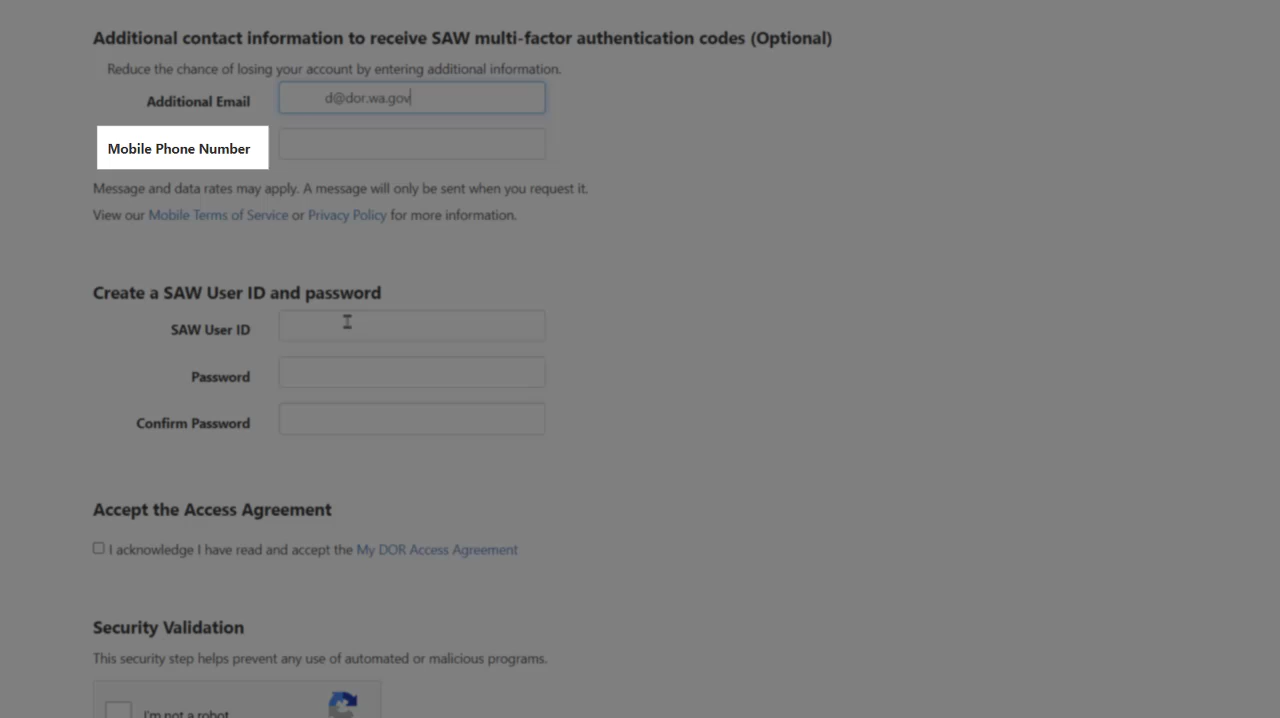 Additional contact information to receive SAW multi-factor authentication codes (Optional)
Reduce the chance of losing your account by entering additional information.
Additional Email d@dor.wa.gov
Mobile Phone Number
Message and data rates may apply. A message will only be sent when you request it.
View our Mobile Terms of Service or Privacy Policy for more information.
Create a SAW User ID and password
SAW User ID
Password
Confirm Password
Accept the Access Agreement
I acknowledge I have read and accept the My DOR Access Agreement
Security Validation
This security step helps prevent any use of automated or malicious programs.
I'm not a robot